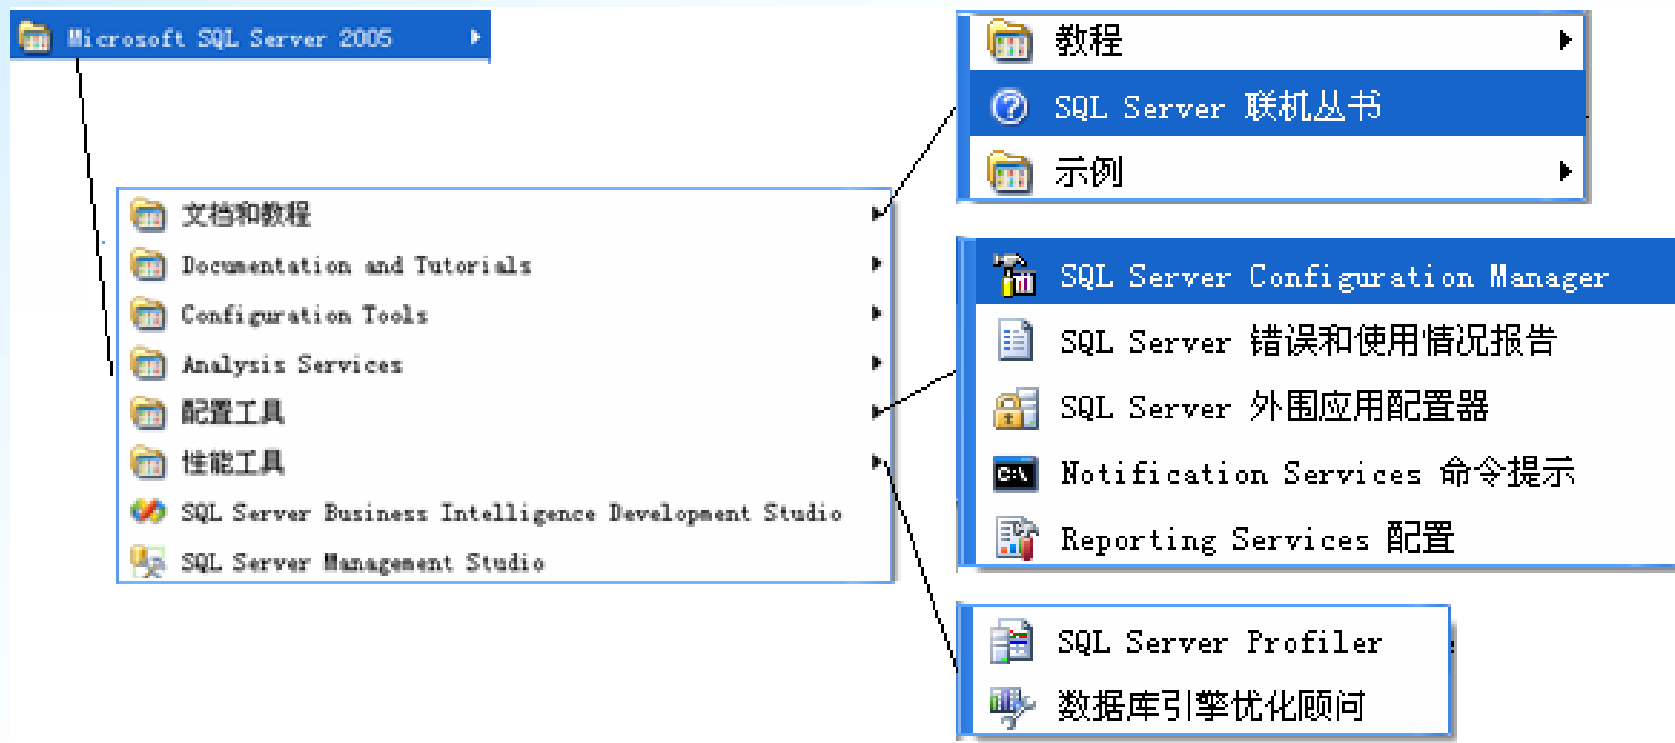 Microsoft SQL Server 2005
文档和教程
Documentation and Tutorials
Configuration Tools
Analysis Services
配置工具
性能工具
SQL Server Business Intelligence Development Studio
SQL Server Management Studio
教程
SQL Server 联机丛书
示例
SQL Server Configuration Manager
SQL Server 错误和使用情况报告
SQL Server 外围应用配置器
Notification Services 命令提示
Reporting Services 配置
SQL Server Profiler
数据库引擎优化顾问